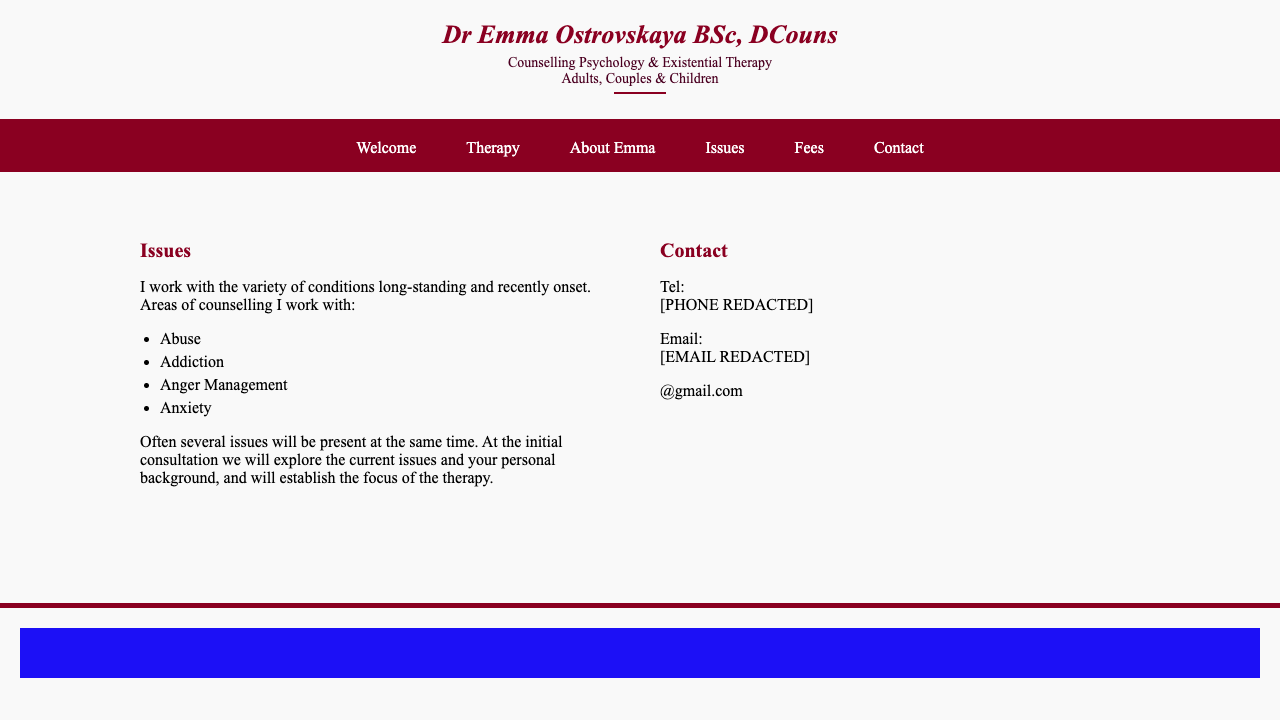 Dr Emma Ostrovskaya BSc, DCouns
Counselling Psychology & Existential Therapy
Adults, Couples & Children
Welcome
Therapy
About Emma
Issues
Fees
Contact
Issues
I work with the variety of conditions long-standing and recently onset.
Areas of counselling I work with:
Abuse
Addiction
Anger Management
Anxiety
Often several issues will be present at the same time. At the initial
consultation we will explore the current issues and your personal
background, and will establish the focus of the therapy.
Contact
Tel:
[PHONE REDACTED]
Email:
[EMAIL REDACTED]
@gmail.com